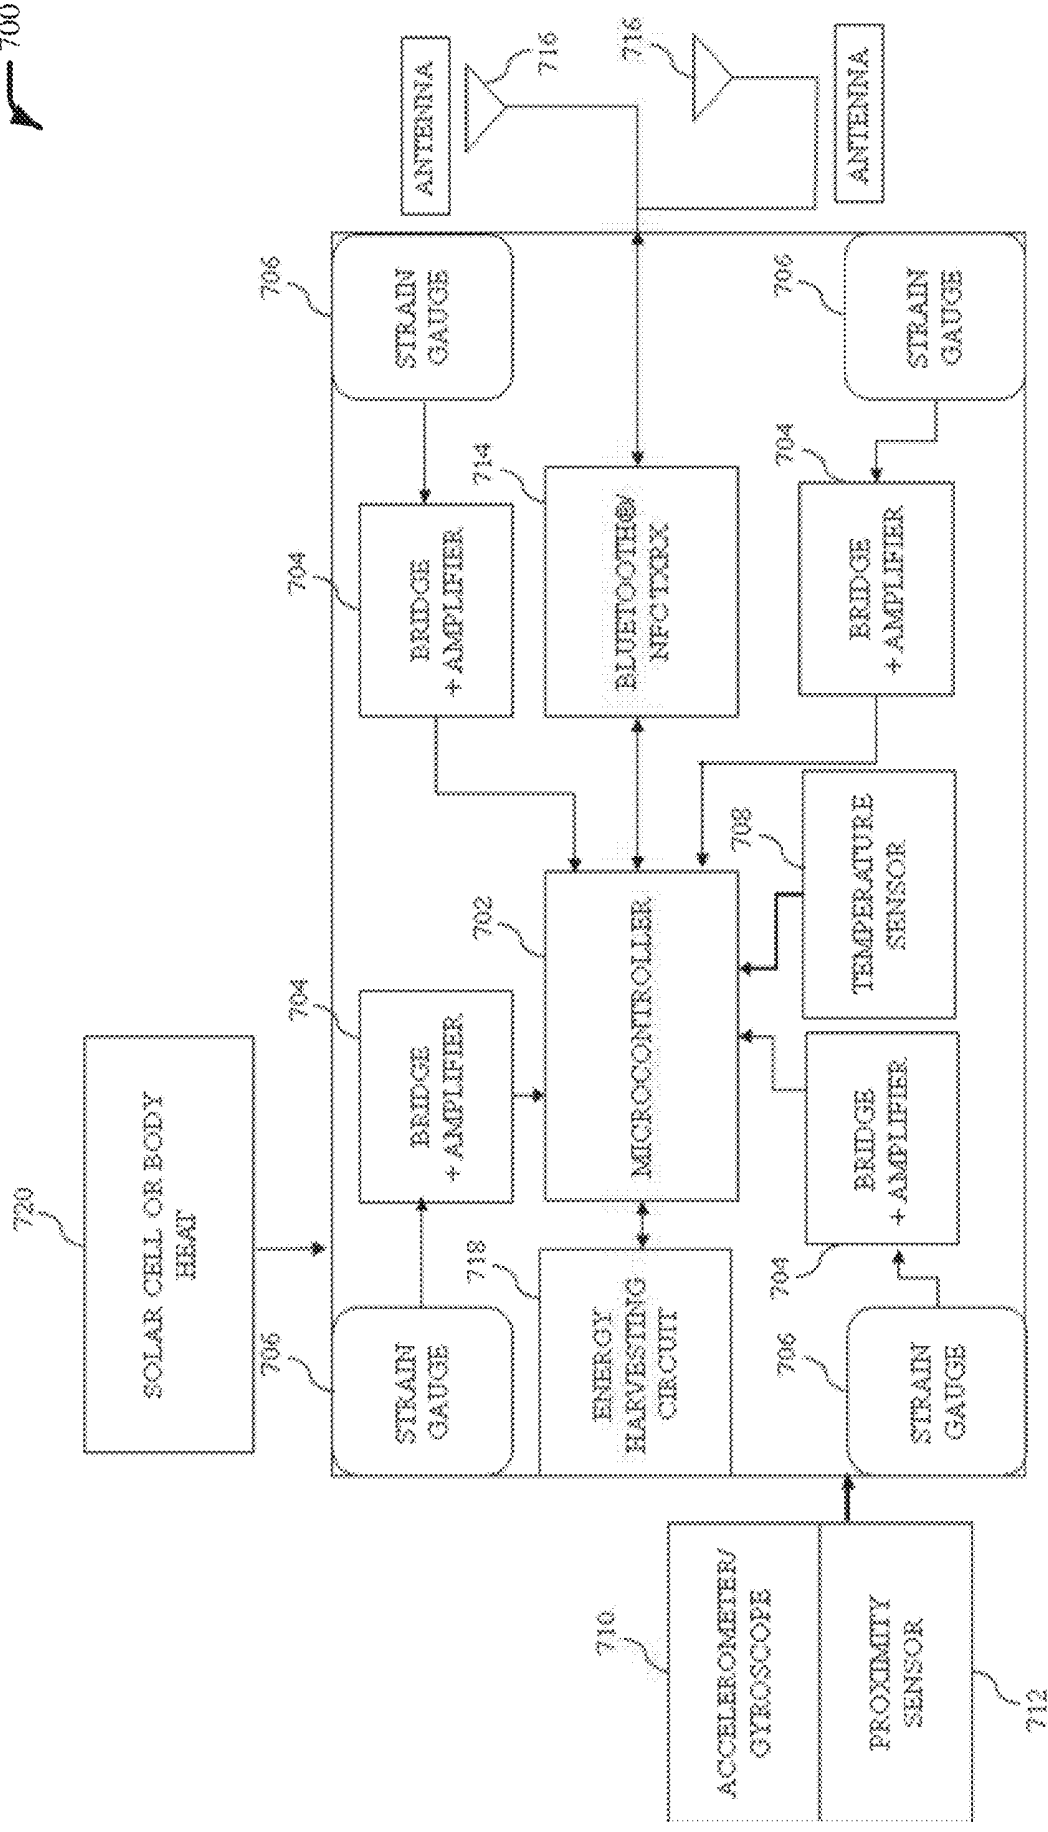 700
720
SOLAR CELL OR BODY
HEAT
706
STRAIN
GAUGE
704
BRIDGE
+ AMPLIFIER
704
BRIDGE
+ AMPLIFIER
706
STRAIN
GAUGE
ANTENNA
716
718
ENERGY
HARVESTING
CIRCUIT
702
MICROCONTROLLER
714
BLUETOOTH®/
NFC TXRX
716
710
ACCELEROMETER/
GYROSCOPE
PROXIMITY
SENSOR
712
706
STRAIN
GAUGE
704
BRIDGE
+ AMPLIFIER
708
TEMPERATURE
SENSOR
704
BRIDGE
+ AMPLIFIER
706
STRAIN
GAUGE
ANTENNA